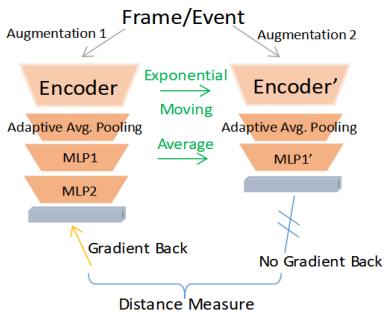 Frame/Event
Augmentation 1
Augmentation 2
Encoder
Exponential
Encoder'
Moving
Adaptive Avg. Pooling
Adaptive Avg. Pooling
MLP1
Average
MLP1'
MLP2
Gradient Back
No Gradient Back
Distance Measure